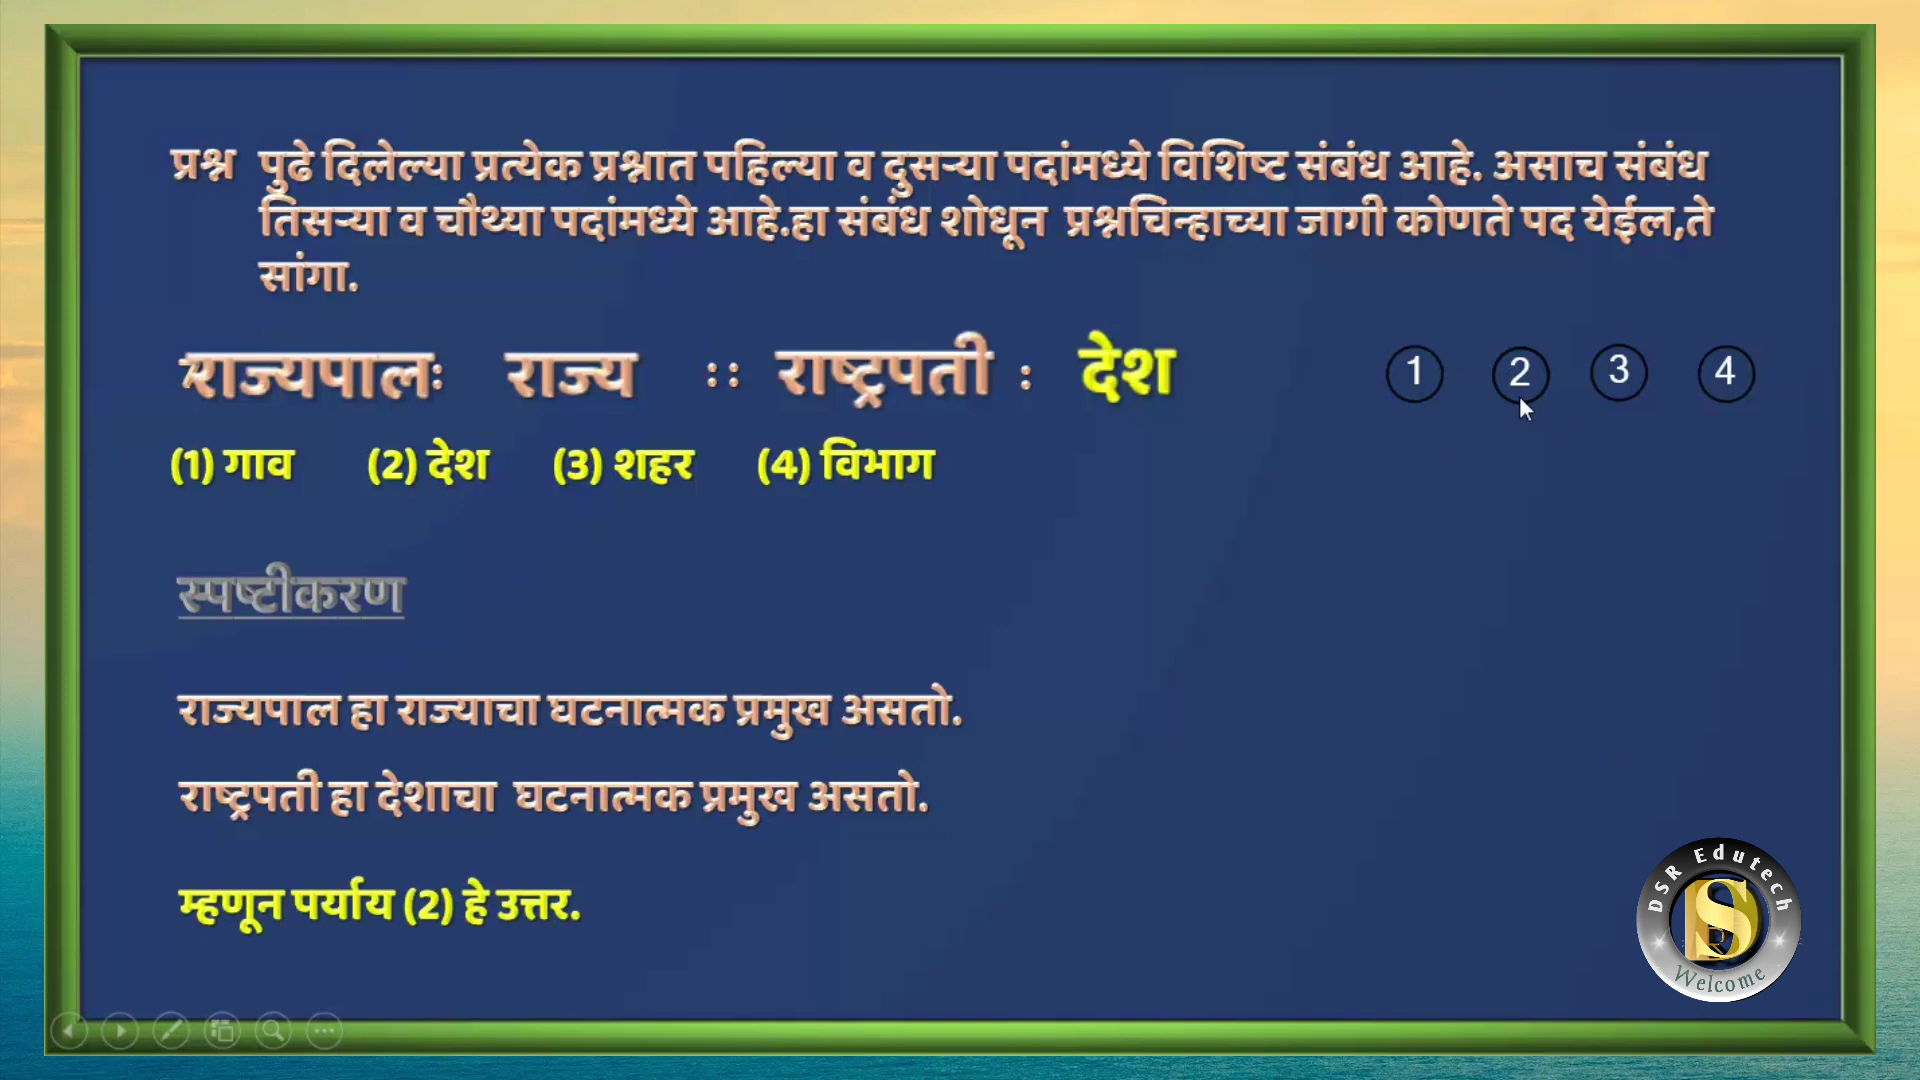 प्रश्न पुढे दिलेल्या प्रत्येक प्रश्नात पहिल्या व दुसऱ्या पदांमध्ये विशिष्ट संबंध आहे. असाच संबंध
तिसऱ्या व चौथ्या पदांमध्ये आहे.हा संबंध शोधून प्रश्नचिन्हाच्या जागी कोणते पद येईल,ते
सांगा.
राज्यपाल: राज्य :: राष्ट्रपती : देश
1 2 3 4
(1) गाव (2) देश (3) शहर (4) विभाग
स्पष्टीकरण
राज्यपाल हा राज्याचा घटनात्मक प्रमुख असतो.
राष्ट्रपती हा देशाचा घटनात्मक प्रमुख असतो.
म्हणून पर्याय (2) हे उत्तर.
DSR Edutech
Welcome